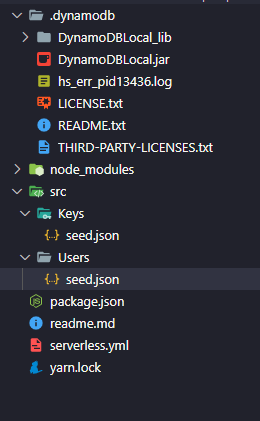 .dynamodb
DynamoDBLocal_lib
DynamoDBLocal.jar
hs_err_pid13436.log
LICENSE.txt
README.txt
THIRD-PARTY-LICENSES.txt
node_modules
src
Keys
seed.json
Users
seed.json
package.json
readme.md
serverless.yml
yarn.lock